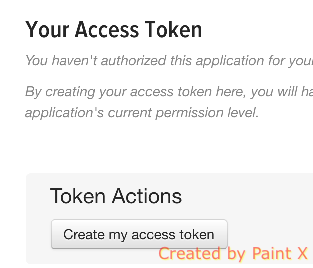 Your Access Token
You haven't authorized this application for your
By creating your access token here, you will ha
application's current permission level.
Token Actions
Create my access token
Created by Paint X